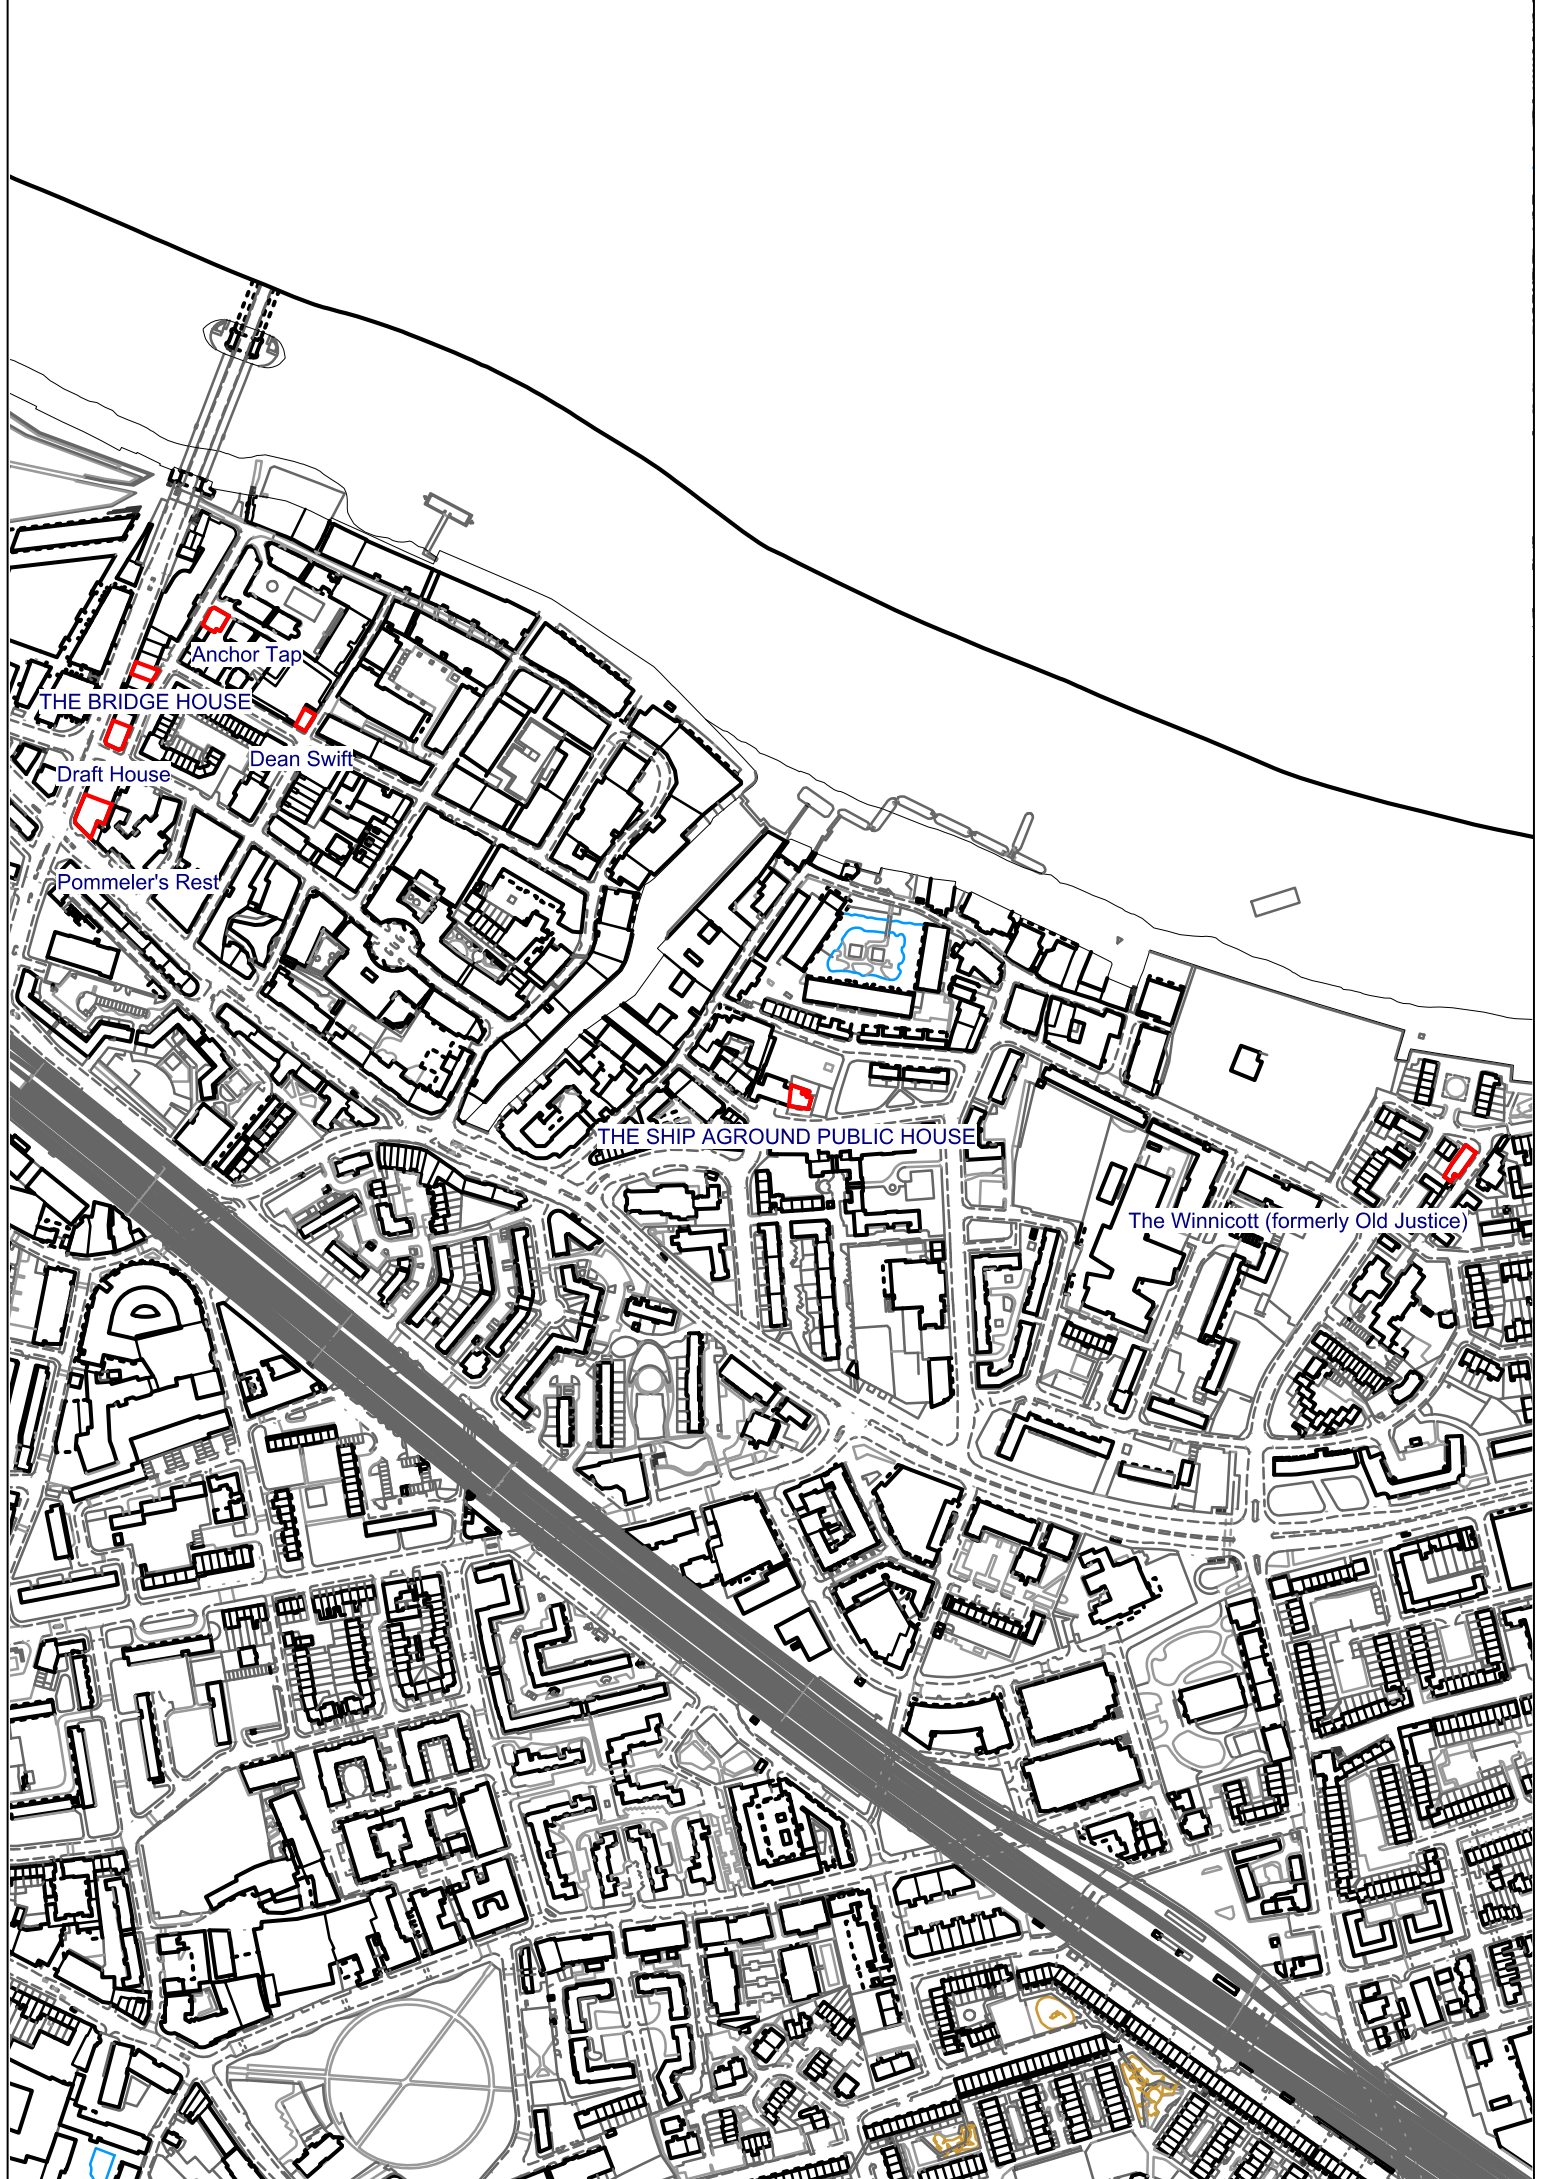 Anchor Tap
THE BRIDGE HOUSE
Dean Swift
Draft House
Pommeler's Rest
THE SHIP AGROUND PUBLIC HOUSE
The Winnicott (formerly Old Justice)